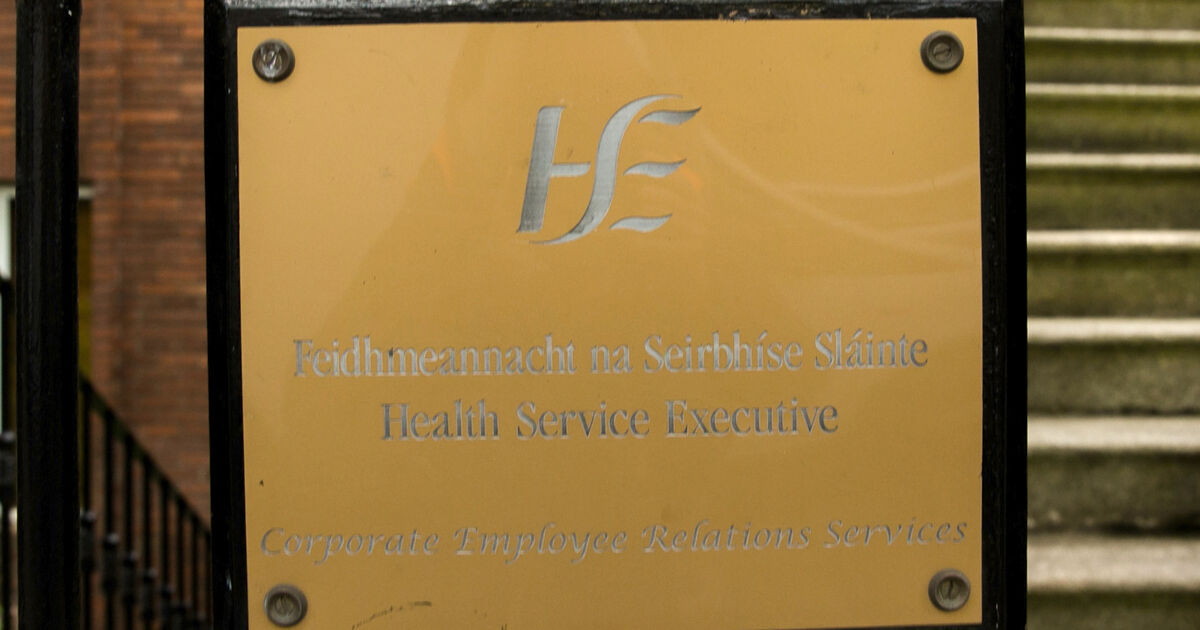 HSE
Feidhmeannacht na Seirbhíse Sláinte
Health Service Executive
Corporate Employee Relations Services